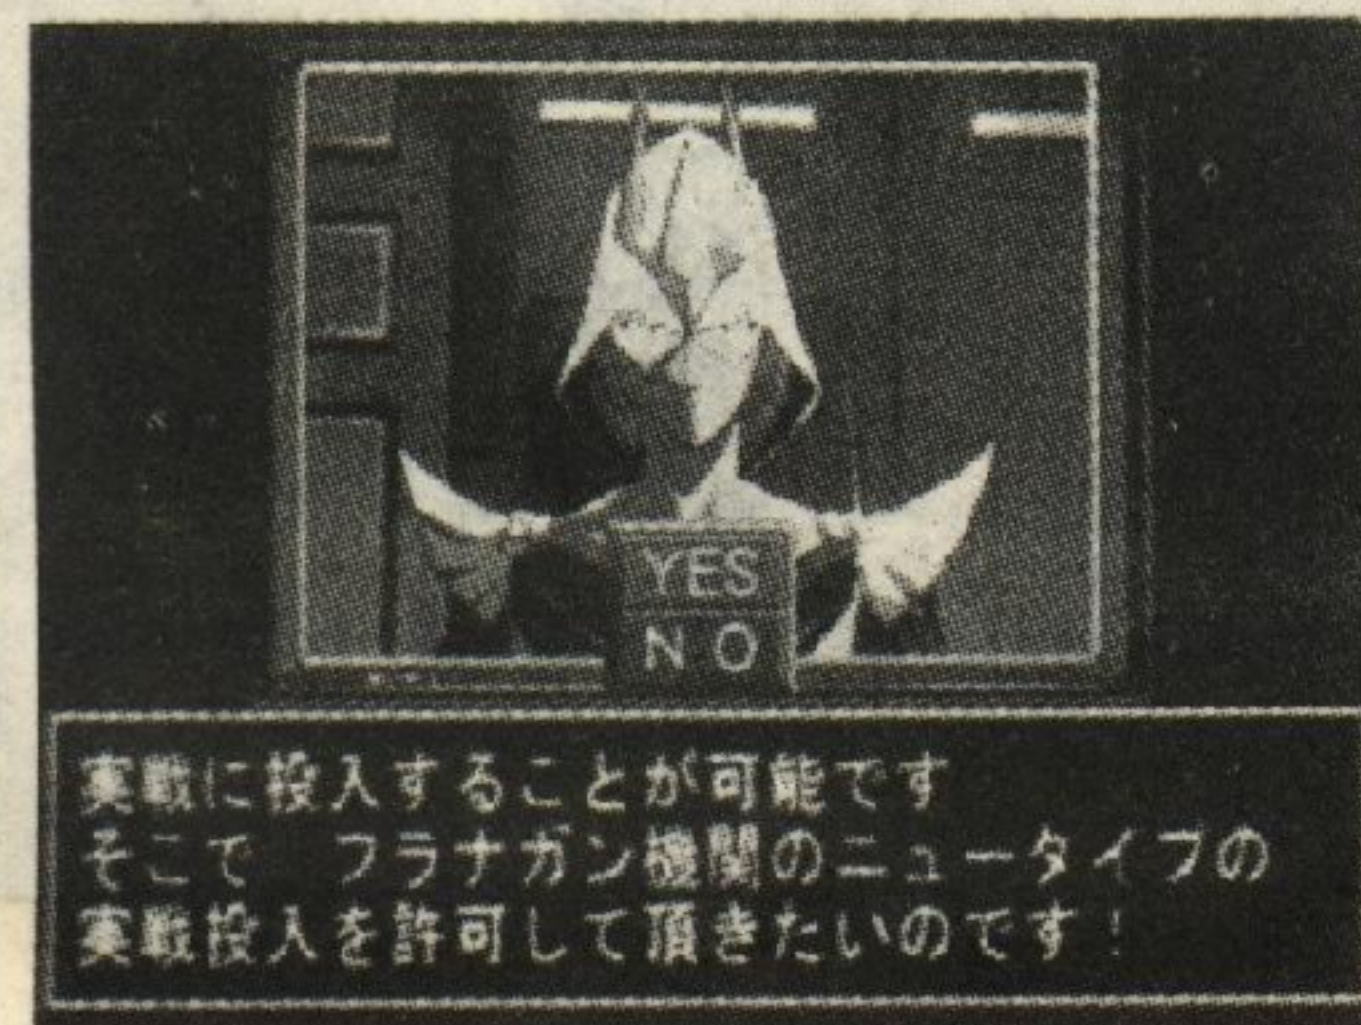 YES
NO
実戦に投入することが可能です
そこで　フラナガン機関のニュータイプの
実戦投入を許可して頂きたいのです！